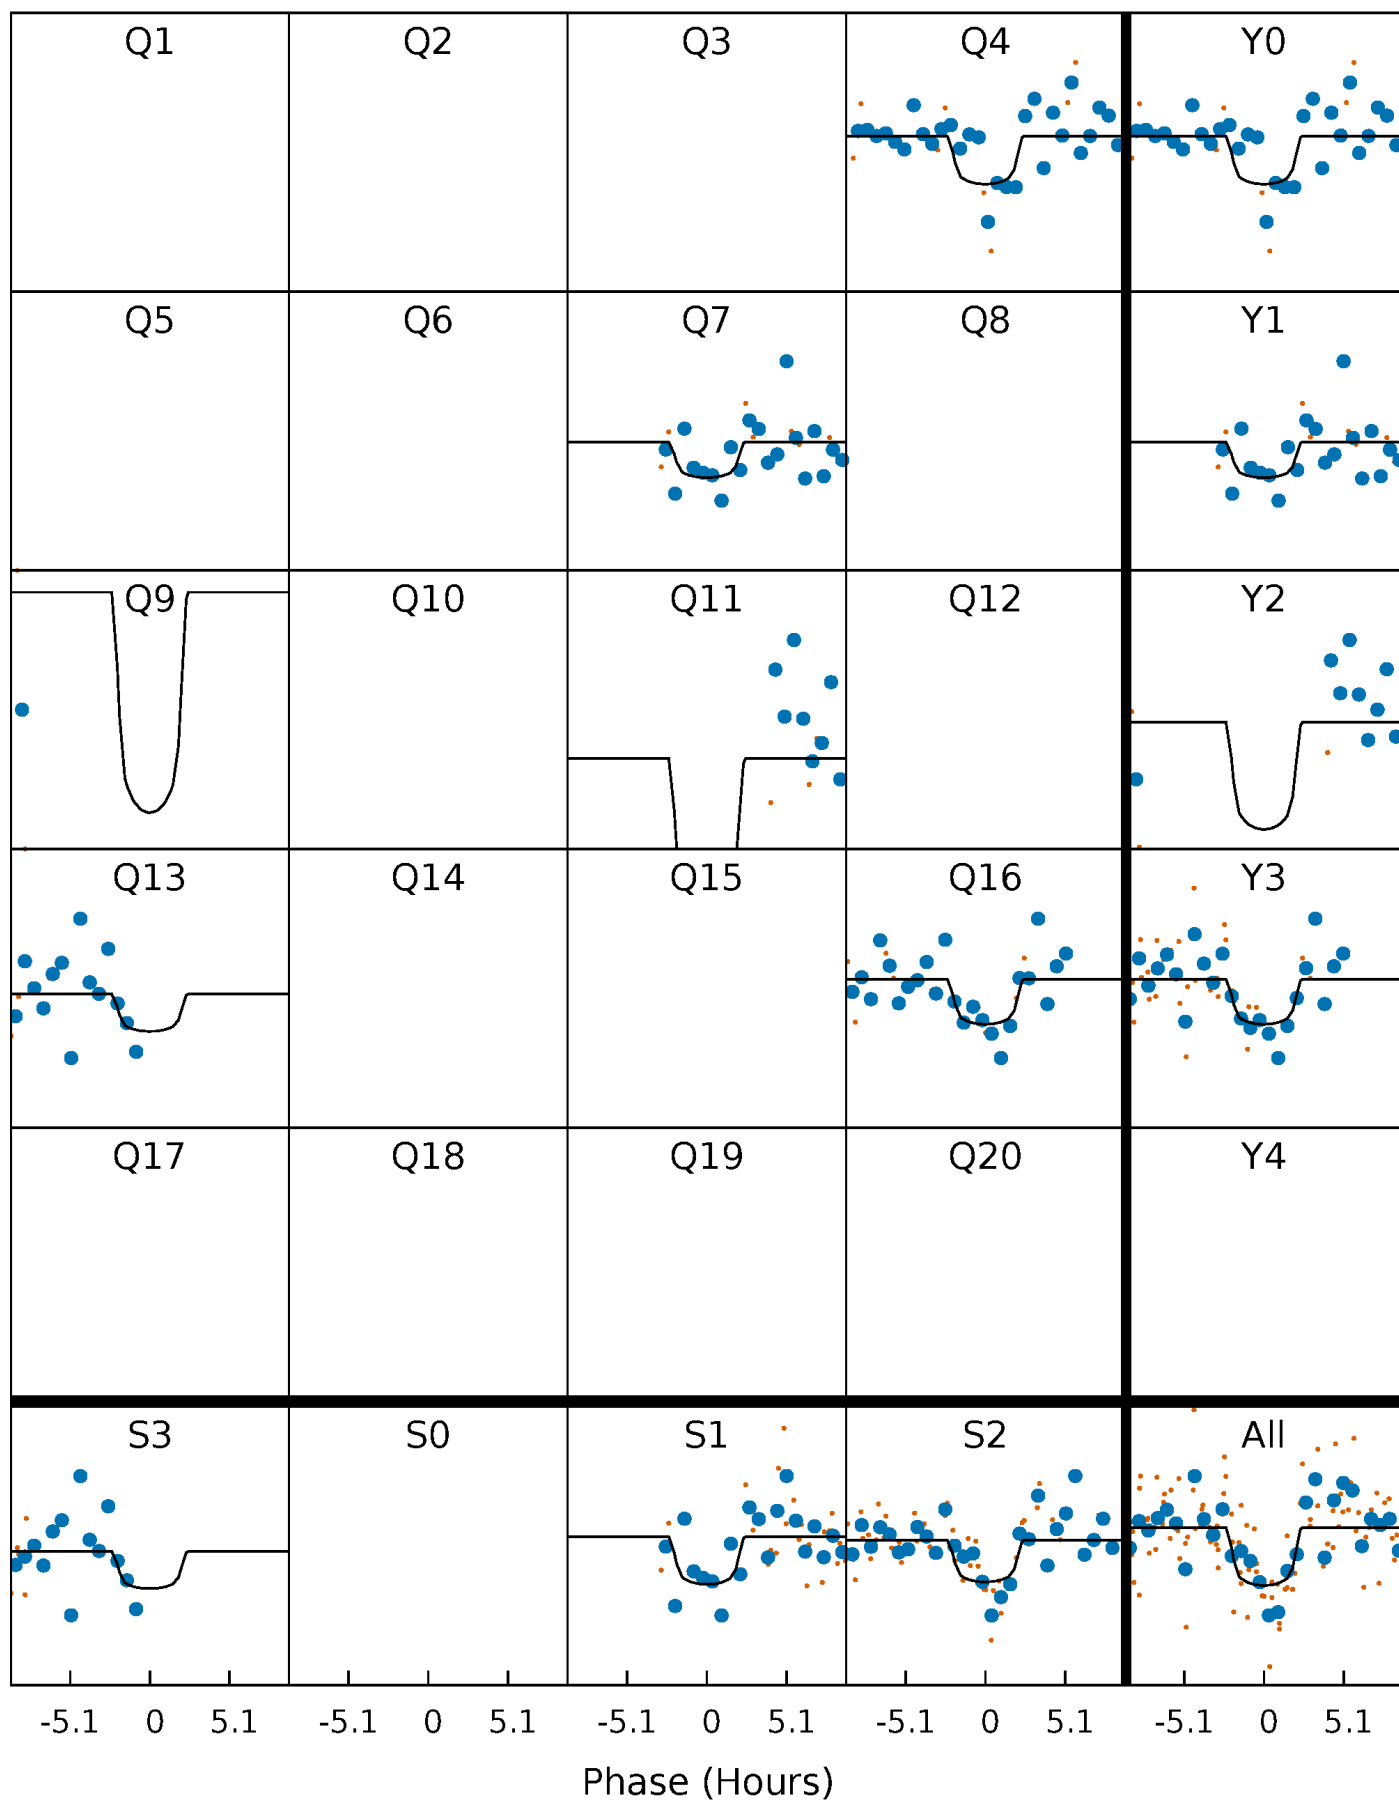 Q1 Q2 Q3 Q4 Y0
Q5 Q6 Q7 Q8 Y1
Q9 Q10 Q11 Q12 Y2
Q13 Q14 Q15 Q16 Y3
Q17 Q18 Q19 Q20 Y4
S3 S0 S1 S2 All
-5.1 0 5.1 -5.1 0 5.1 -5.1 0 5.1 -5.1 0 5.1 -5.1 0 5.1
Phase (Hours)